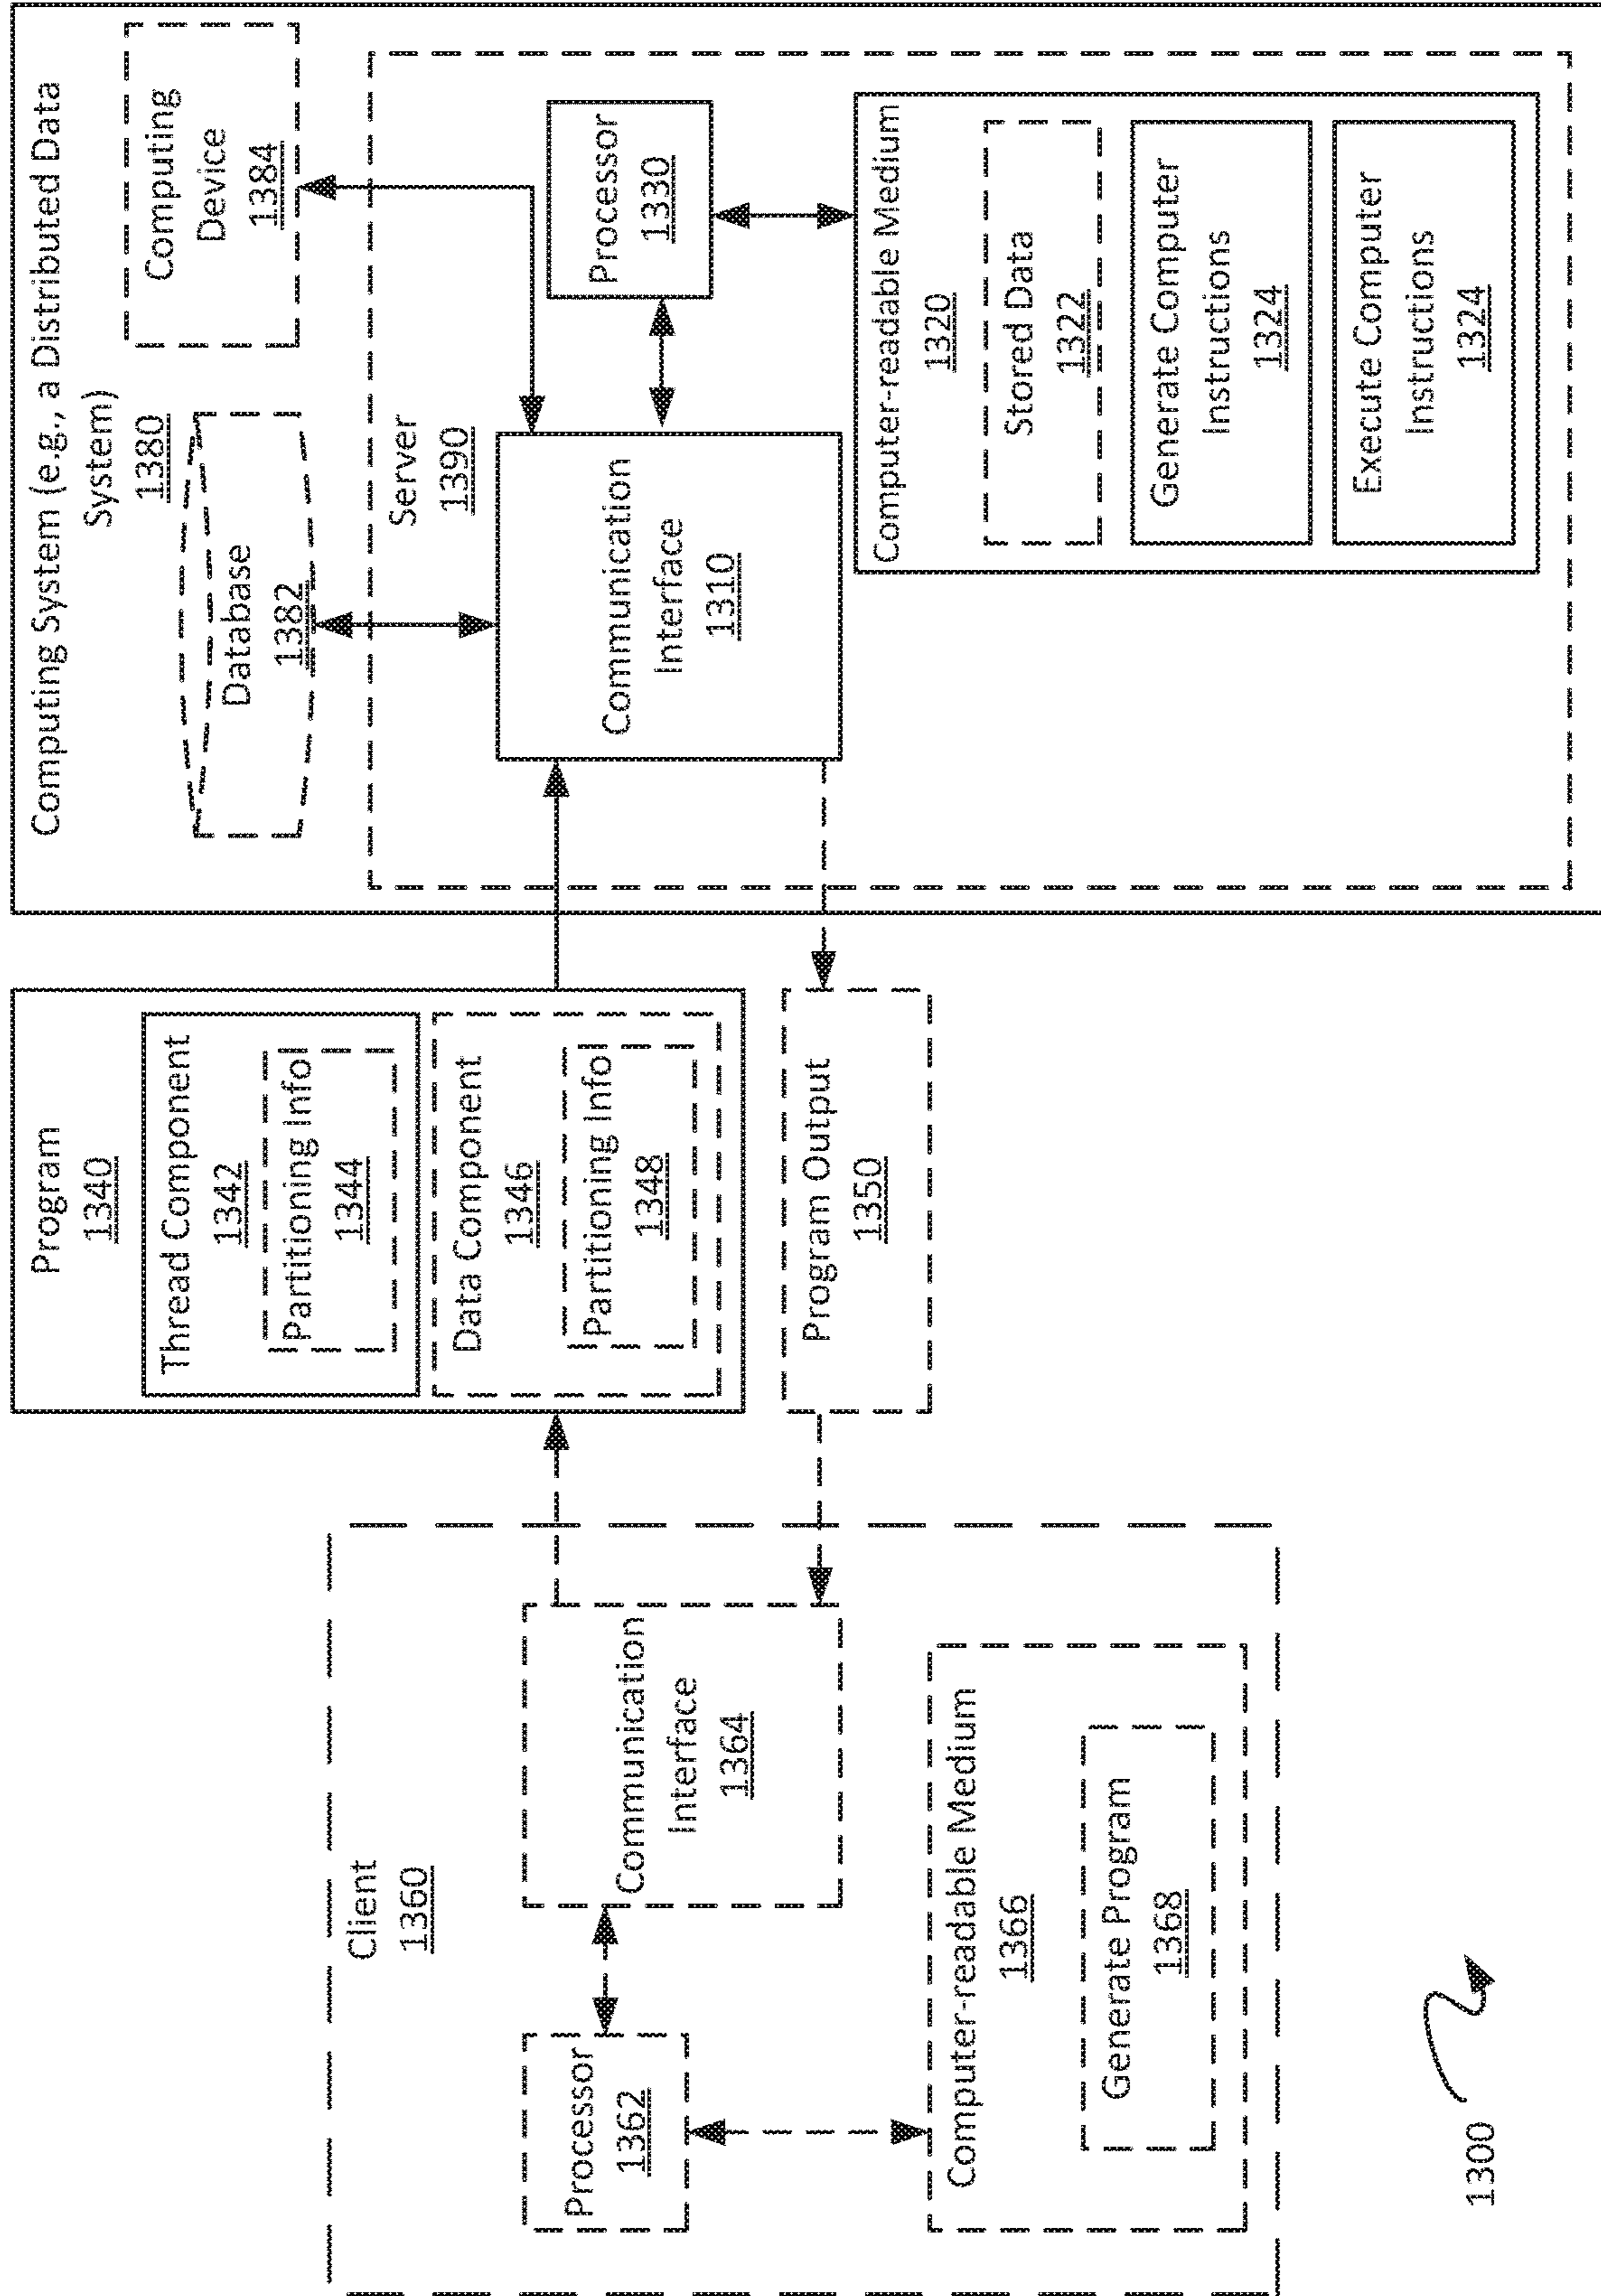 Client
1360
Processor
1362
Communication
Interface
1364
Computer-readable Medium
1366
Generate Program
1368
1300
Program
1340
Thread Component
1342
Partitioning Info
1344
Data Component
1346
Partitioning Info
1348
Program Output
1350
Computing System (e.g., a Distributed Data
System)
1380
Database
1382
Computing
Device
1384
Server
1390
Communication
Interface
1310
Processor
1330
Computer-readable Medium
1320
Stored Data
1322
Generate Computer
Instructions
1324
Execute Computer
Instructions
1324